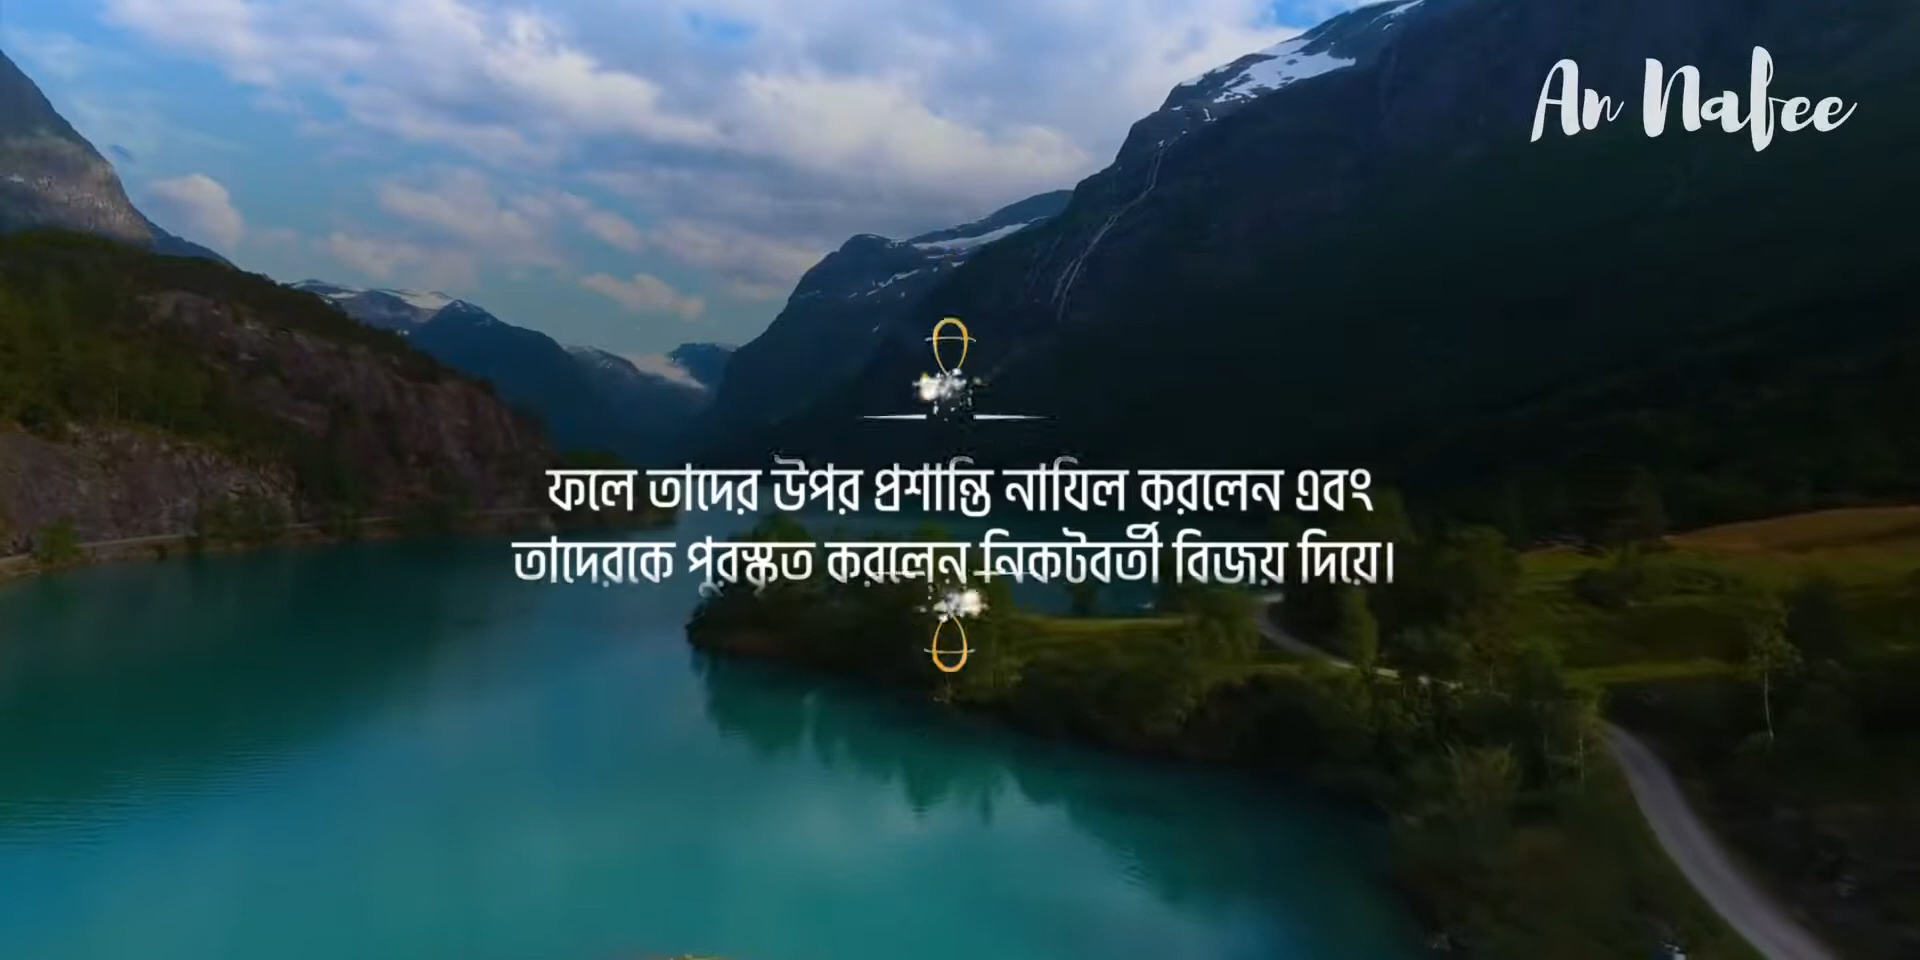 An Nafee
ফলে তাদের উপর প্রশান্তি নাযিল করলেন এবং
তাদেরকে পুরস্কৃত করলেন নিকটবর্তী বিজয় দিয়ে।